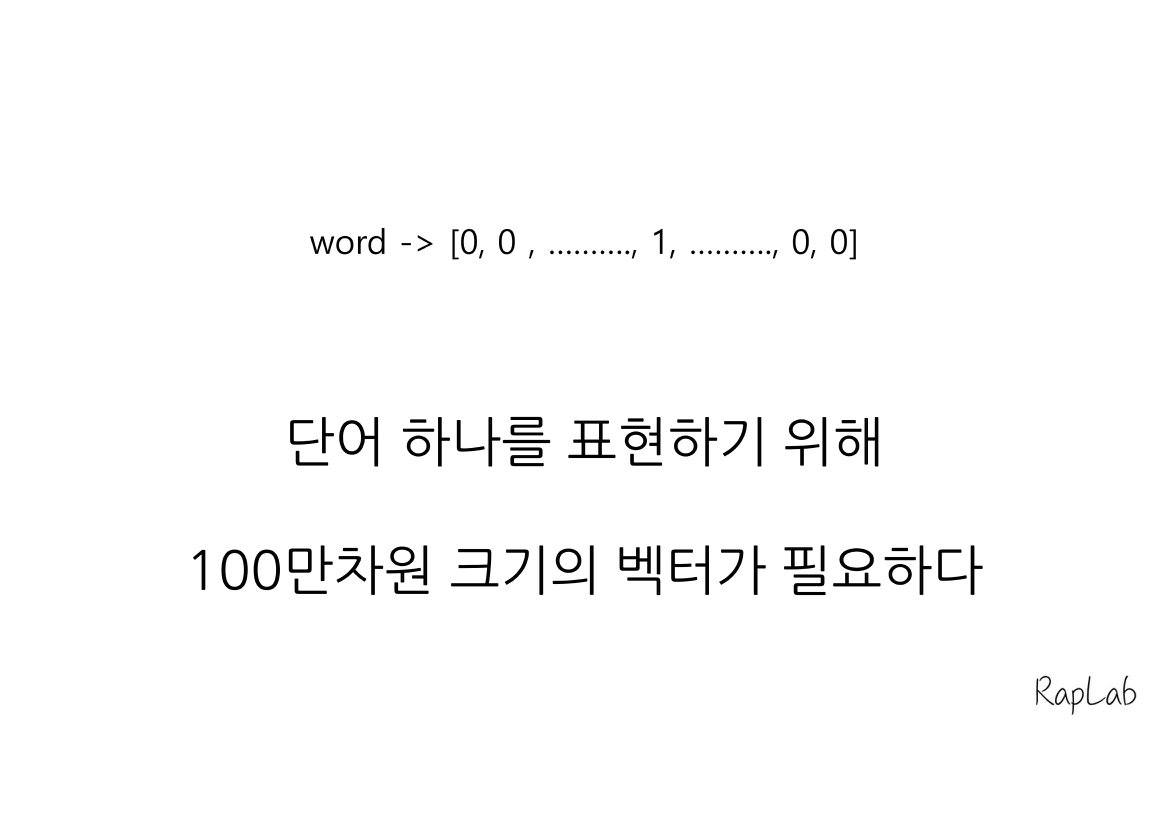 word -> [0, 0 , ………., 1, ………., 0, 0]
단어 하나를 표현하기 위해
100만차원 크기의 벡터가 필요하다
RapLab